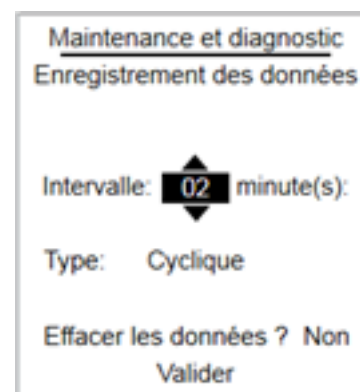 Maintenance et diagnostic
Enregistrement des données
Intervalle: 02 minute(s):
Type: Cyclique
Effacer les données ? Non
Valider